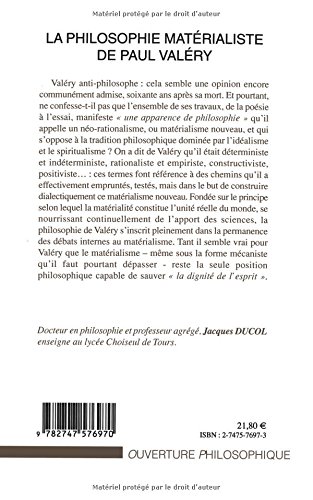 Matériel protégé par le droit d'auteur
LA PHILOSOPHIE MATÉRIALISTE
DE PAUL VALÉRY
Valéry anti-philosophe : cela semble une opinion encore
communément admise, soixante ans après sa mort. Et pourtant,
ne confesse-t-il pas que l'ensemble de ses travaux, de la poésie
à l'essai, manifeste « une apparence de philosophie » qu'il
appelle un néo-rationalisme, ou matérialisme nouveau, et qui
s'oppose à la tradition philosophique dominée par l'idéalisme
et le spiritualisme ? On a dit de Valéry qu'il était déterministe
et indéterministe, rationaliste et empiriste, constructiviste,
positiviste… : ces termes font référence à des chemins qu'il a
effectivement empruntés, testés, mais dans le but de construire
dialectiquement ce matérialisme nouveau. Fondée sur le principe
selon lequel la matérialité constitue l'unité réelle du monde, se
nourrissant continuellement de l'apport des sciences, la
philosophie de Valéry s'inscrit pleinement dans la permanence
des débats internes au matérialisme. Tant il semble vrai pour
Valéry que le matérialisme – même sous la forme mécaniste
qu'il faut pourtant dépasser - reste la seule position
philosophique capable de sauver « la dignité de l'esprit ».
Docteur en philosophie et professeur agrégé, Jacques DUCOL
enseigne au lycée Choiseul de Tours.
9 782747 576970
21,80 €
ISBN : 2-7475-7697-3
OUVERTURE PHILOSOPHIQUE
Matériel protégé par le droit d'auteur